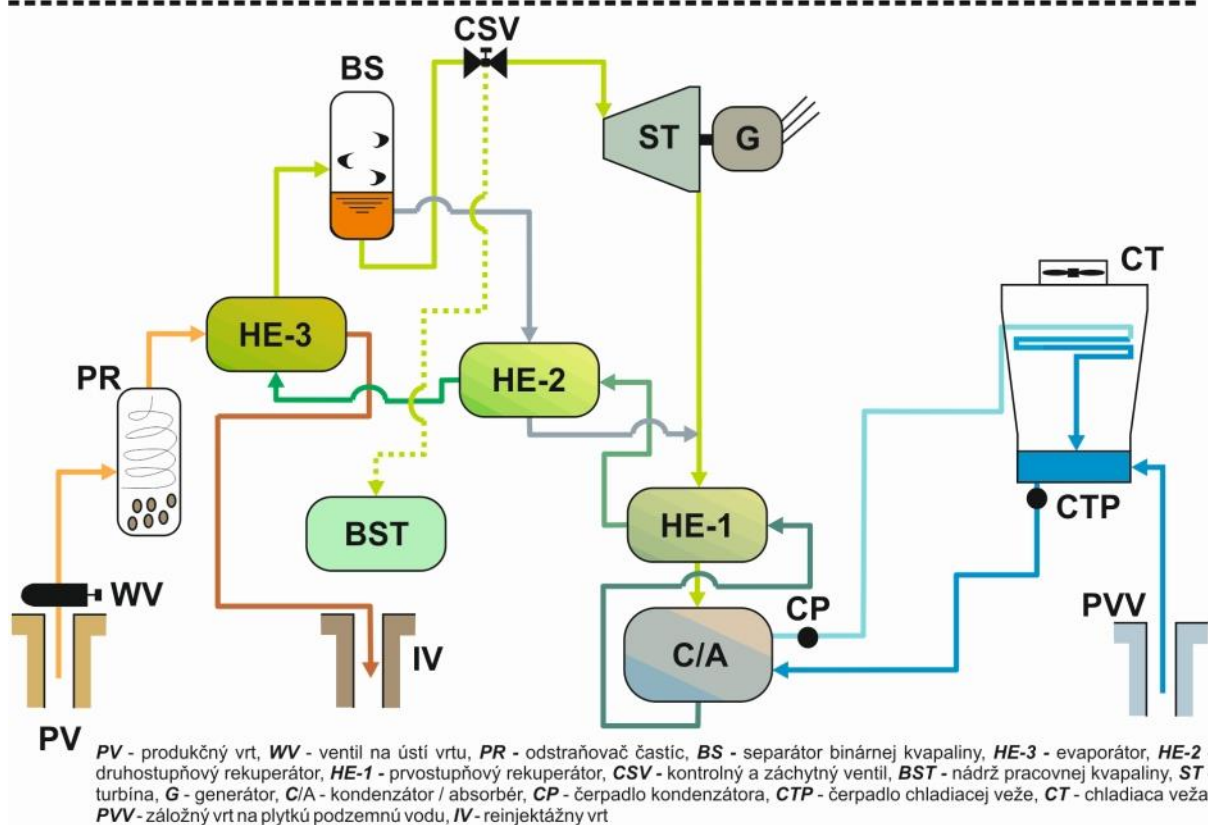 CSV
BS
ST
G
CT
HE-3
PR
HE-2
BST
HE-1
CTP
WV
CP
PVV
C/A
IV
PV
PV - produkčný vrt, WV - ventil na ústí vrtu, PR - odstraňovač častíc, BS - separátor binárnej kvapaliny, HE-3 - evaporátor, HE-2 -
druhostupňový rekuperátor, HE-1 - prvostupňový rekuperátor, CSV - kontrolný a záchytný ventil, BST - nádrž pracovnej kvapaliny, ST -
turbína, G - generátor, C/A - kondenzátor / absorbér, CP - čerpadlo kondenzátora, CTP - čerpadlo chladiacej veže, CT - chladiaca veža
PVV - záložný vrt na plytkú podzemnú vodu, IV - reinjektážny vrt